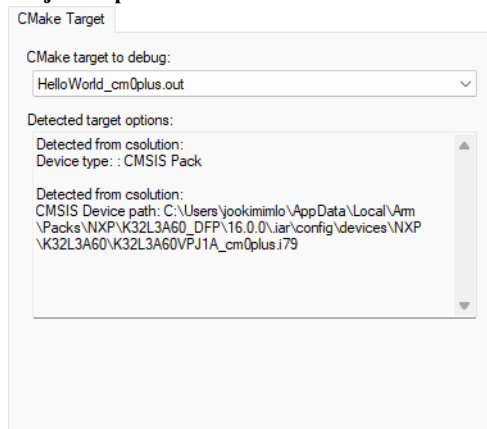 CMake Target
CMake target to debug:
HelloWorld_cm0plus.out
Detected target options:
Detected from csolution:
Device type: : CMSIS Pack
Detected from csolution:
CMSIS Device path: C:\Users\jookimimlo\AppData\Local\Arm
\Packs\NXP\K32L3A60_DFP\16.0.0\.iar\config\devices\NXP
\K32L3A60\K32L3A60VPJ1A_cm0plus.i79